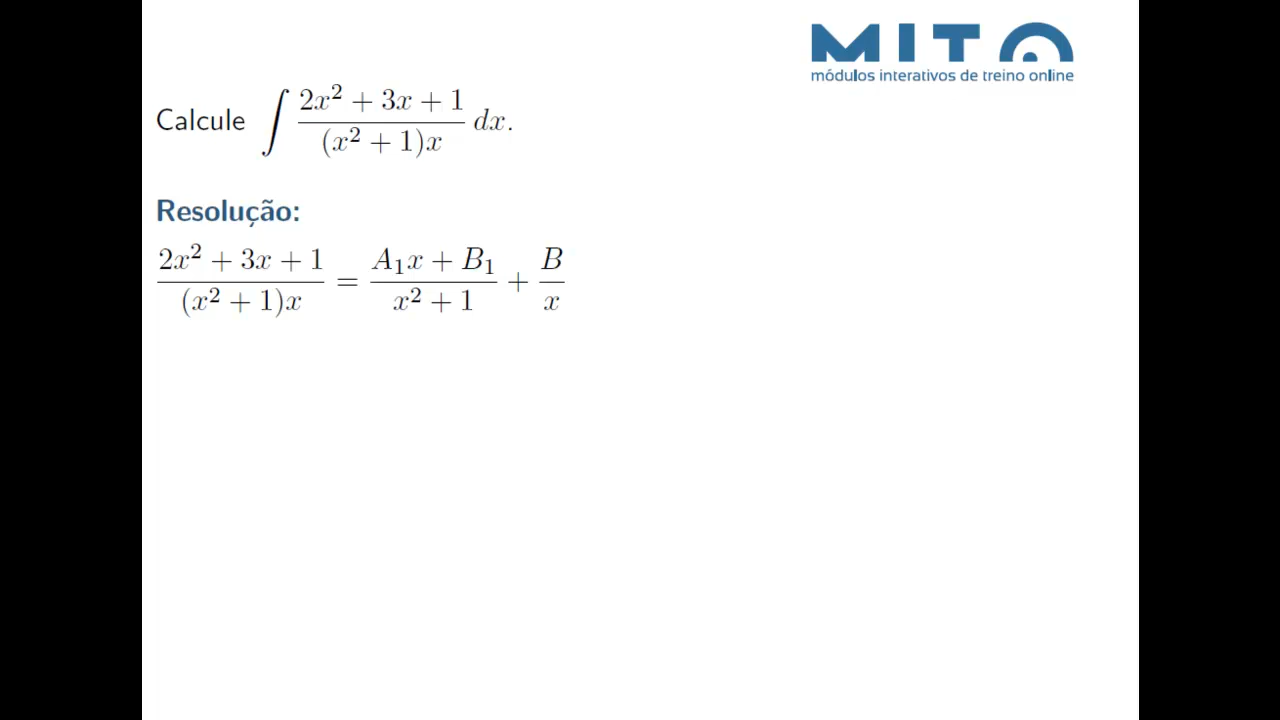 MITO
módulos interativos de treino online
Calcule ∫ (2x² + 3x + 1)/((x² + 1)x) dx.
Resolução:
(2x² + 3x + 1)/((x² + 1)x) = (A₁x + B₁)/(x² + 1) + B/x